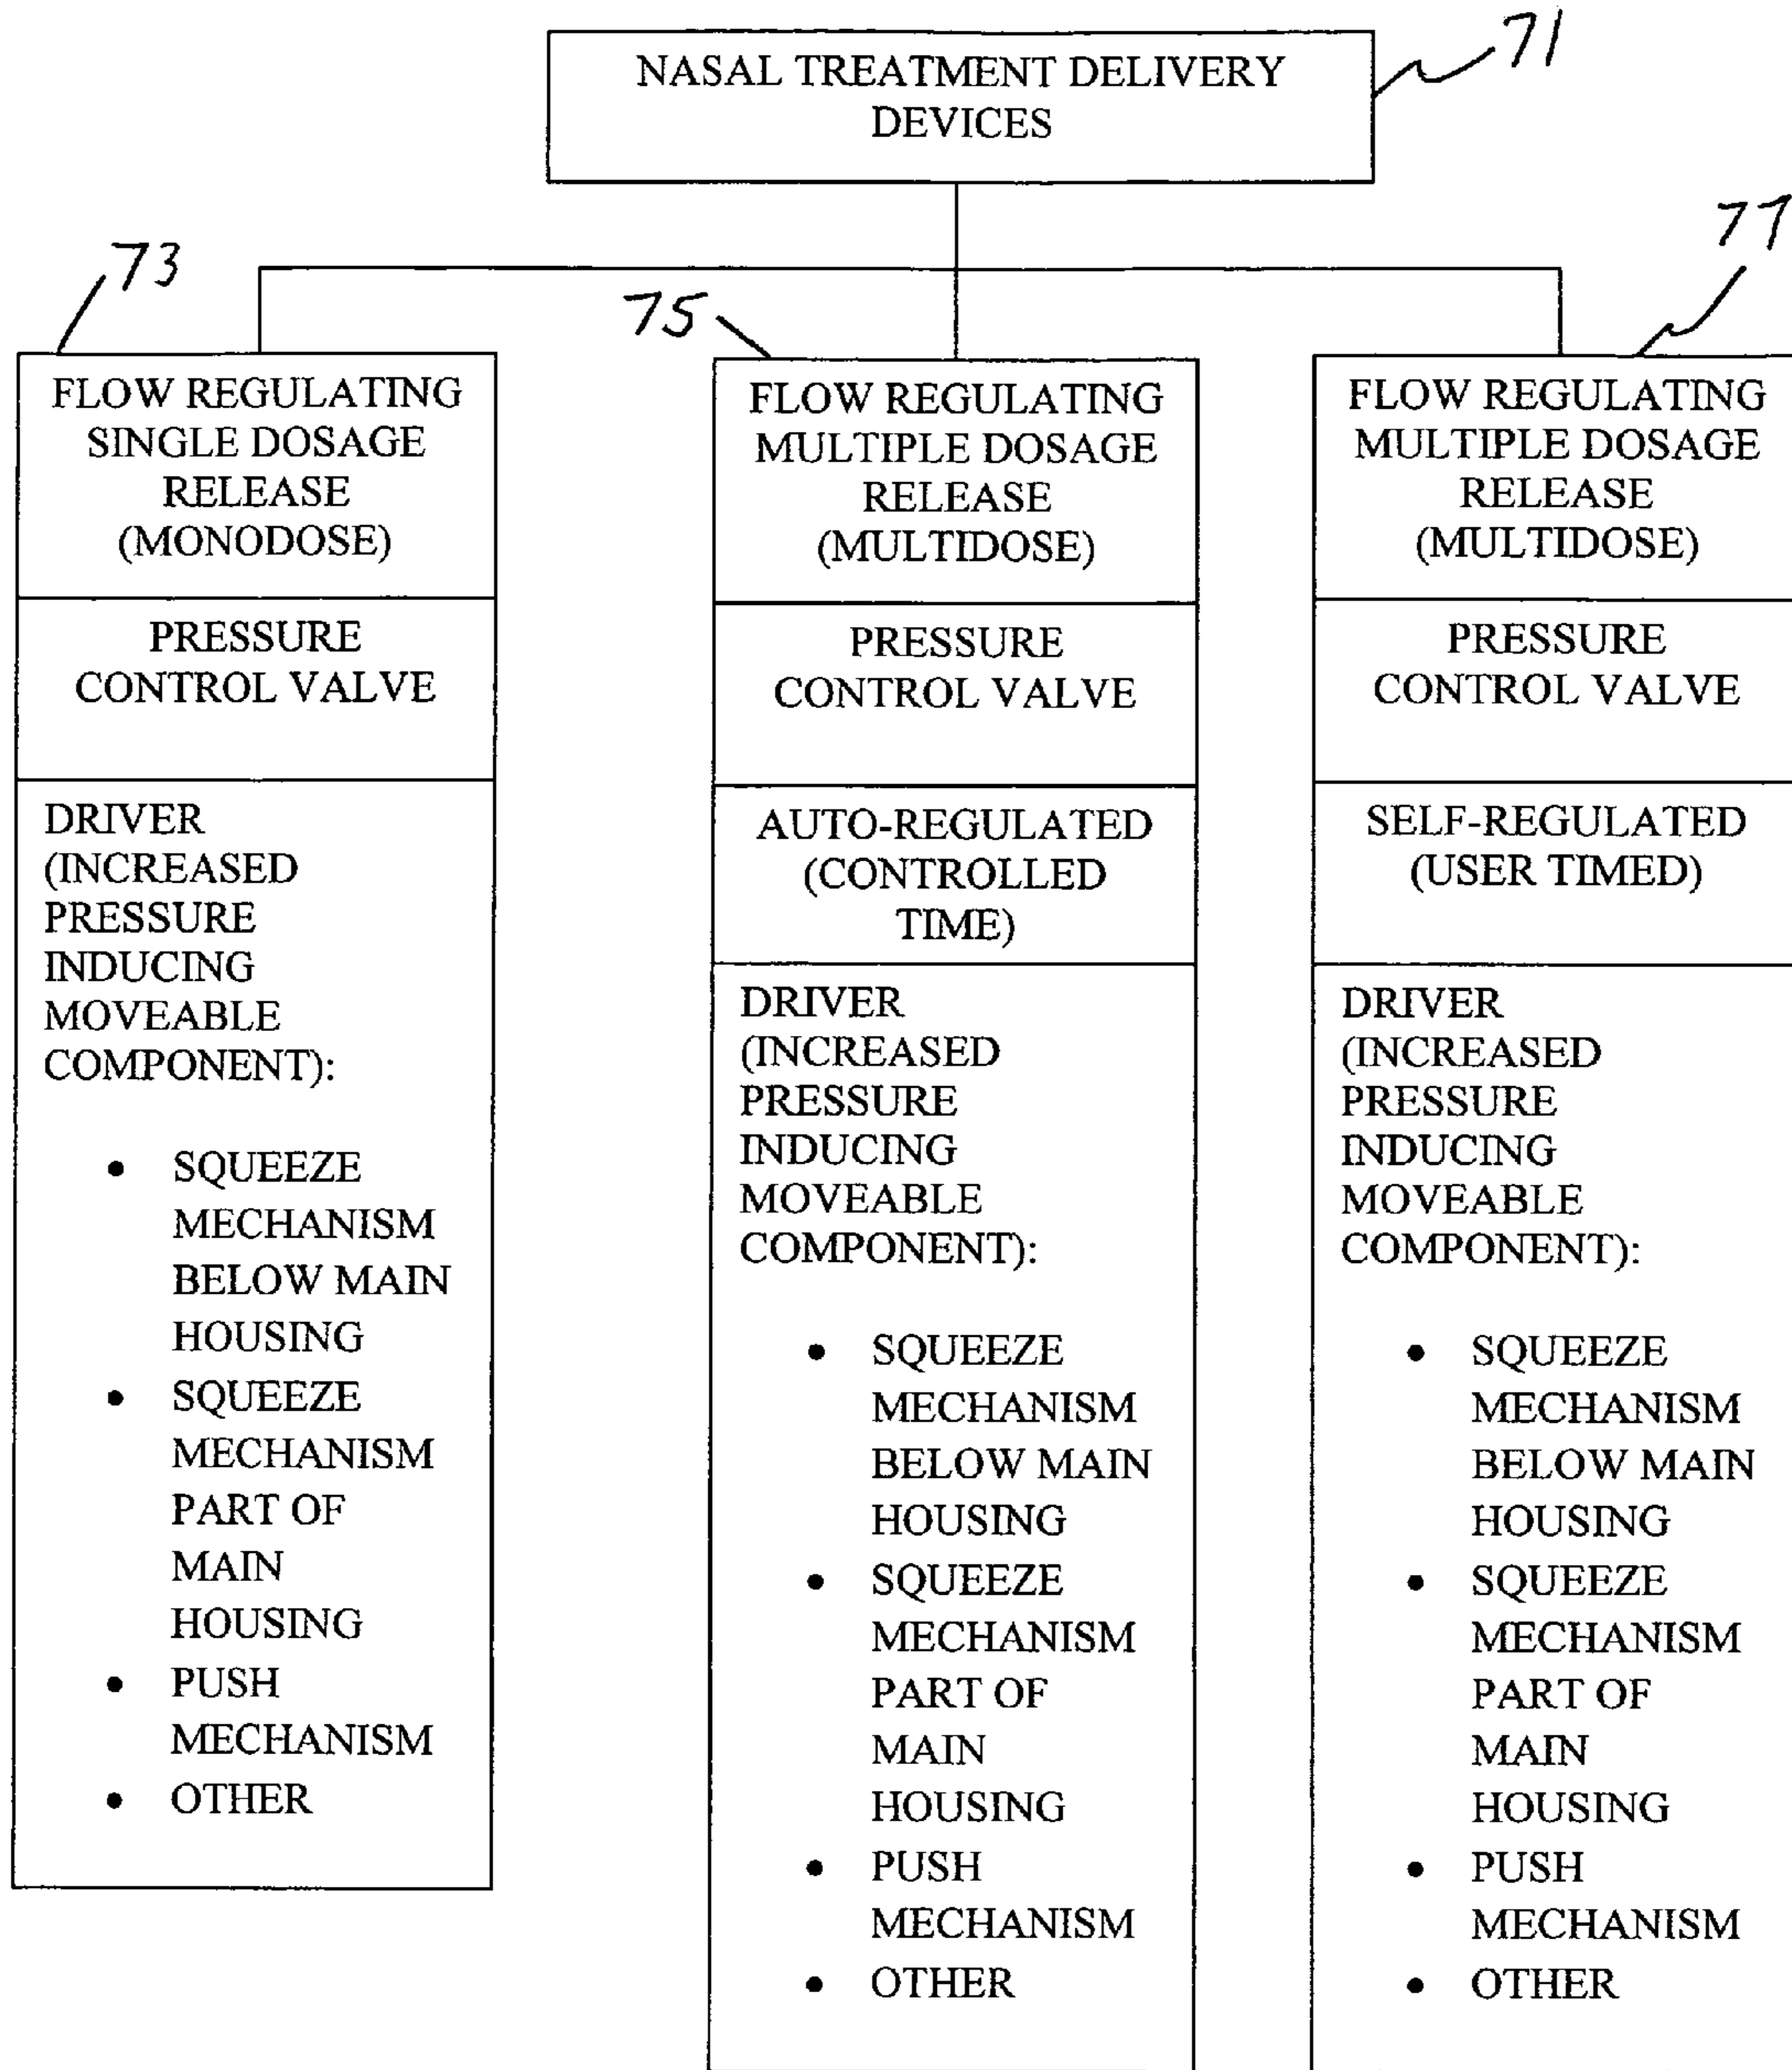 NASAL TREATMENT DELIVERY
DEVICES
71
73
FLOW REGULATING
SINGLE DOSAGE
RELEASE
(MONODOSE)
PRESSURE
CONTROL VALVE
DRIVER
(INCREASED
PRESSURE
INDUCING
MOVEABLE
COMPONENT):
• SQUEEZE
MECHANISM
BELOW MAIN
HOUSING
• SQUEEZE
MECHANISM
PART OF
MAIN
HOUSING
• PUSH
MECHANISM
• OTHER
75
FLOW REGULATING
MULTIPLE DOSAGE
RELEASE
(MULTIDOSE)
PRESSURE
CONTROL VALVE
AUTO-REGULATED
(CONTROLLED
TIME)
DRIVER
(INCREASED
PRESSURE
INDUCING
MOVEABLE
COMPONENT):
• SQUEEZE
MECHANISM
BELOW MAIN
HOUSING
• SQUEEZE
MECHANISM
PART OF
MAIN
HOUSING
• PUSH
MECHANISM
• OTHER
77
FLOW REGULATING
MULTIPLE DOSAGE
RELEASE
(MULTIDOSE)
PRESSURE
CONTROL VALVE
SELF-REGULATED
(USER TIMED)
DRIVER
(INCREASED
PRESSURE
INDUCING
MOVEABLE
COMPONENT):
• SQUEEZE
MECHANISM
BELOW MAIN
HOUSING
• SQUEEZE
MECHANISM
PART OF
MAIN
HOUSING
• PUSH
MECHANISM
• OTHER